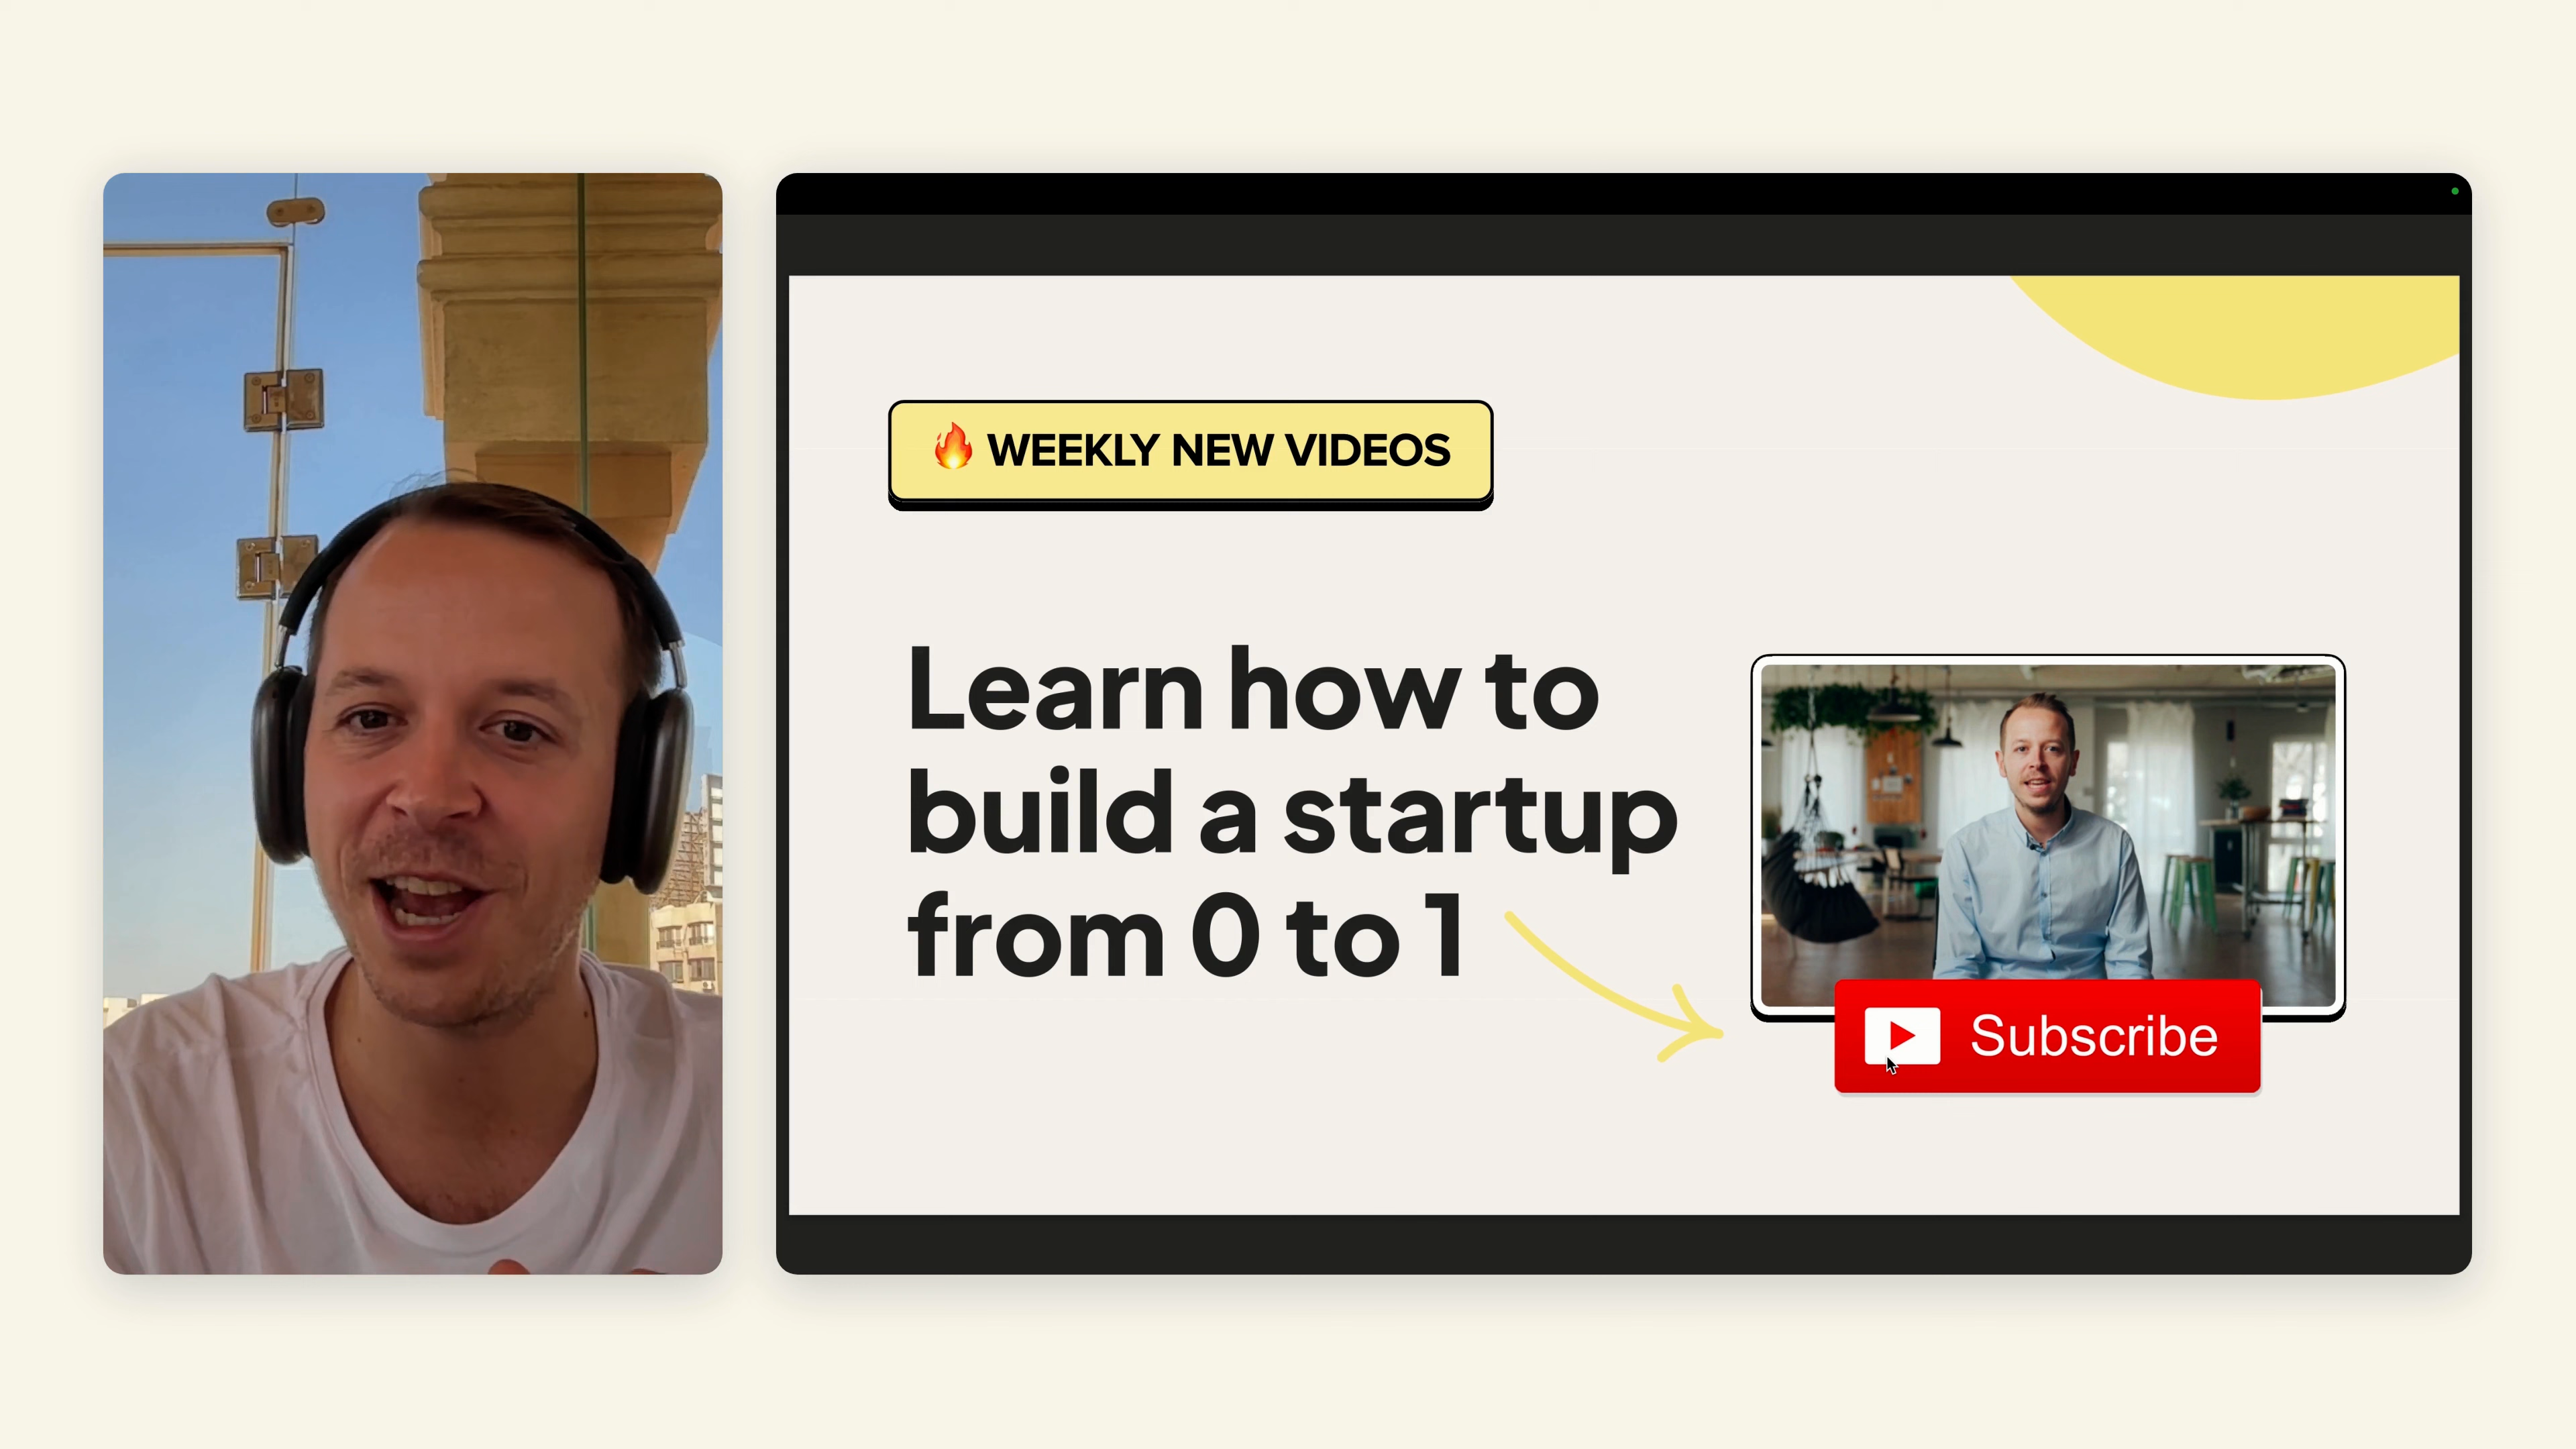 🔥 WEEKLY NEW VIDEOS
Learn how to
build a startup
from 0 to 1
Subscribe